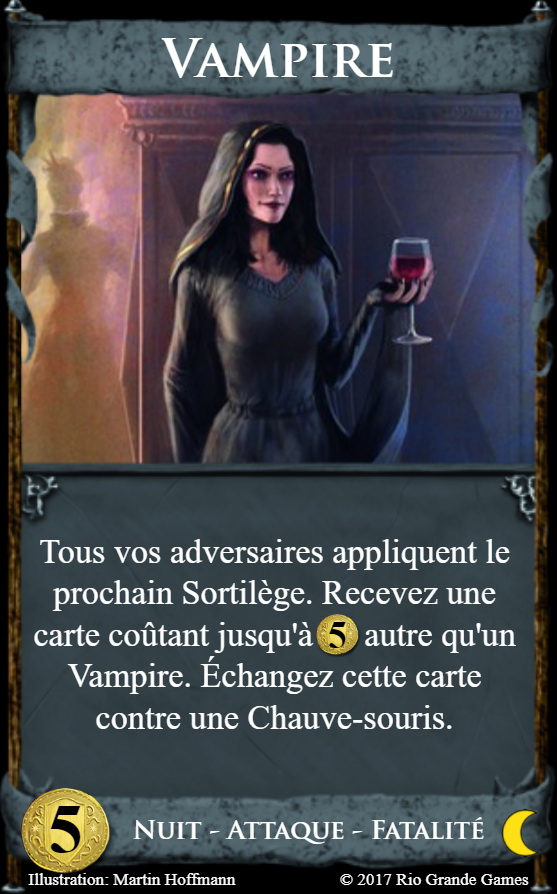 VAMPIRE
Tous vos adversaires appliquent le
prochain Sortilège. Recevez une
carte coûtant jusqu'à 5 autre qu'un
Vampire. Échangez cette carte
contre une Chauve-souris.
5 NUIT - ATTAQUE - FATALITÉ
Illustration: Martin Hoffmann © 2017 Rio Grande Games